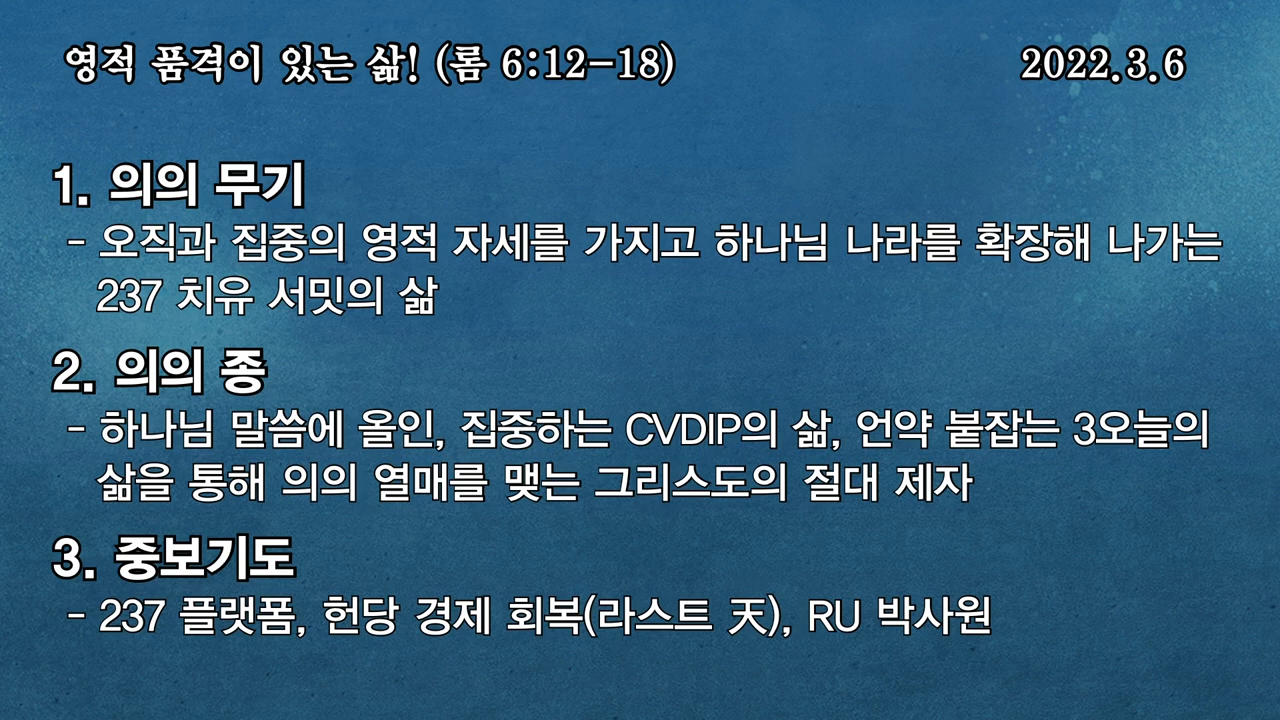 영적 품격이 있는 삶! (롬 6:12-18) 2022.3.6
1. 의의 무기
- 오직과 집중의 영적 자세를 가지고 하나님 나라를 확장해 나가는
237 치유 서밋의 삶
2. 의의 종
- 하나님 말씀에 올인, 집중하는 CVDIP의 삶, 언약 붙잡는 3오늘의
삶을 통해 의의 열매를 맺는 그리스도의 절대 제자
3. 중보기도
- 237 플랫폼, 헌당 경제 회복(라스트 天), RU 박사원